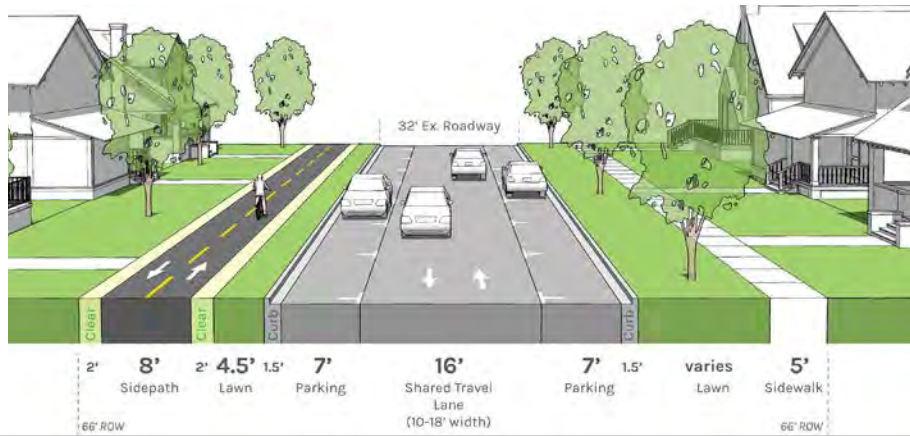 32' Ex. Roadway
Clear
Clear
Curb
Curb
2' 8' 2' 4.5' 1.5' 7' 16' 7' 1.5' varies 5'
Sidepath Lawn Parking Shared Travel Parking Lawn Sidewalk
Lane
(10-18' width)
66' ROW 66' ROW